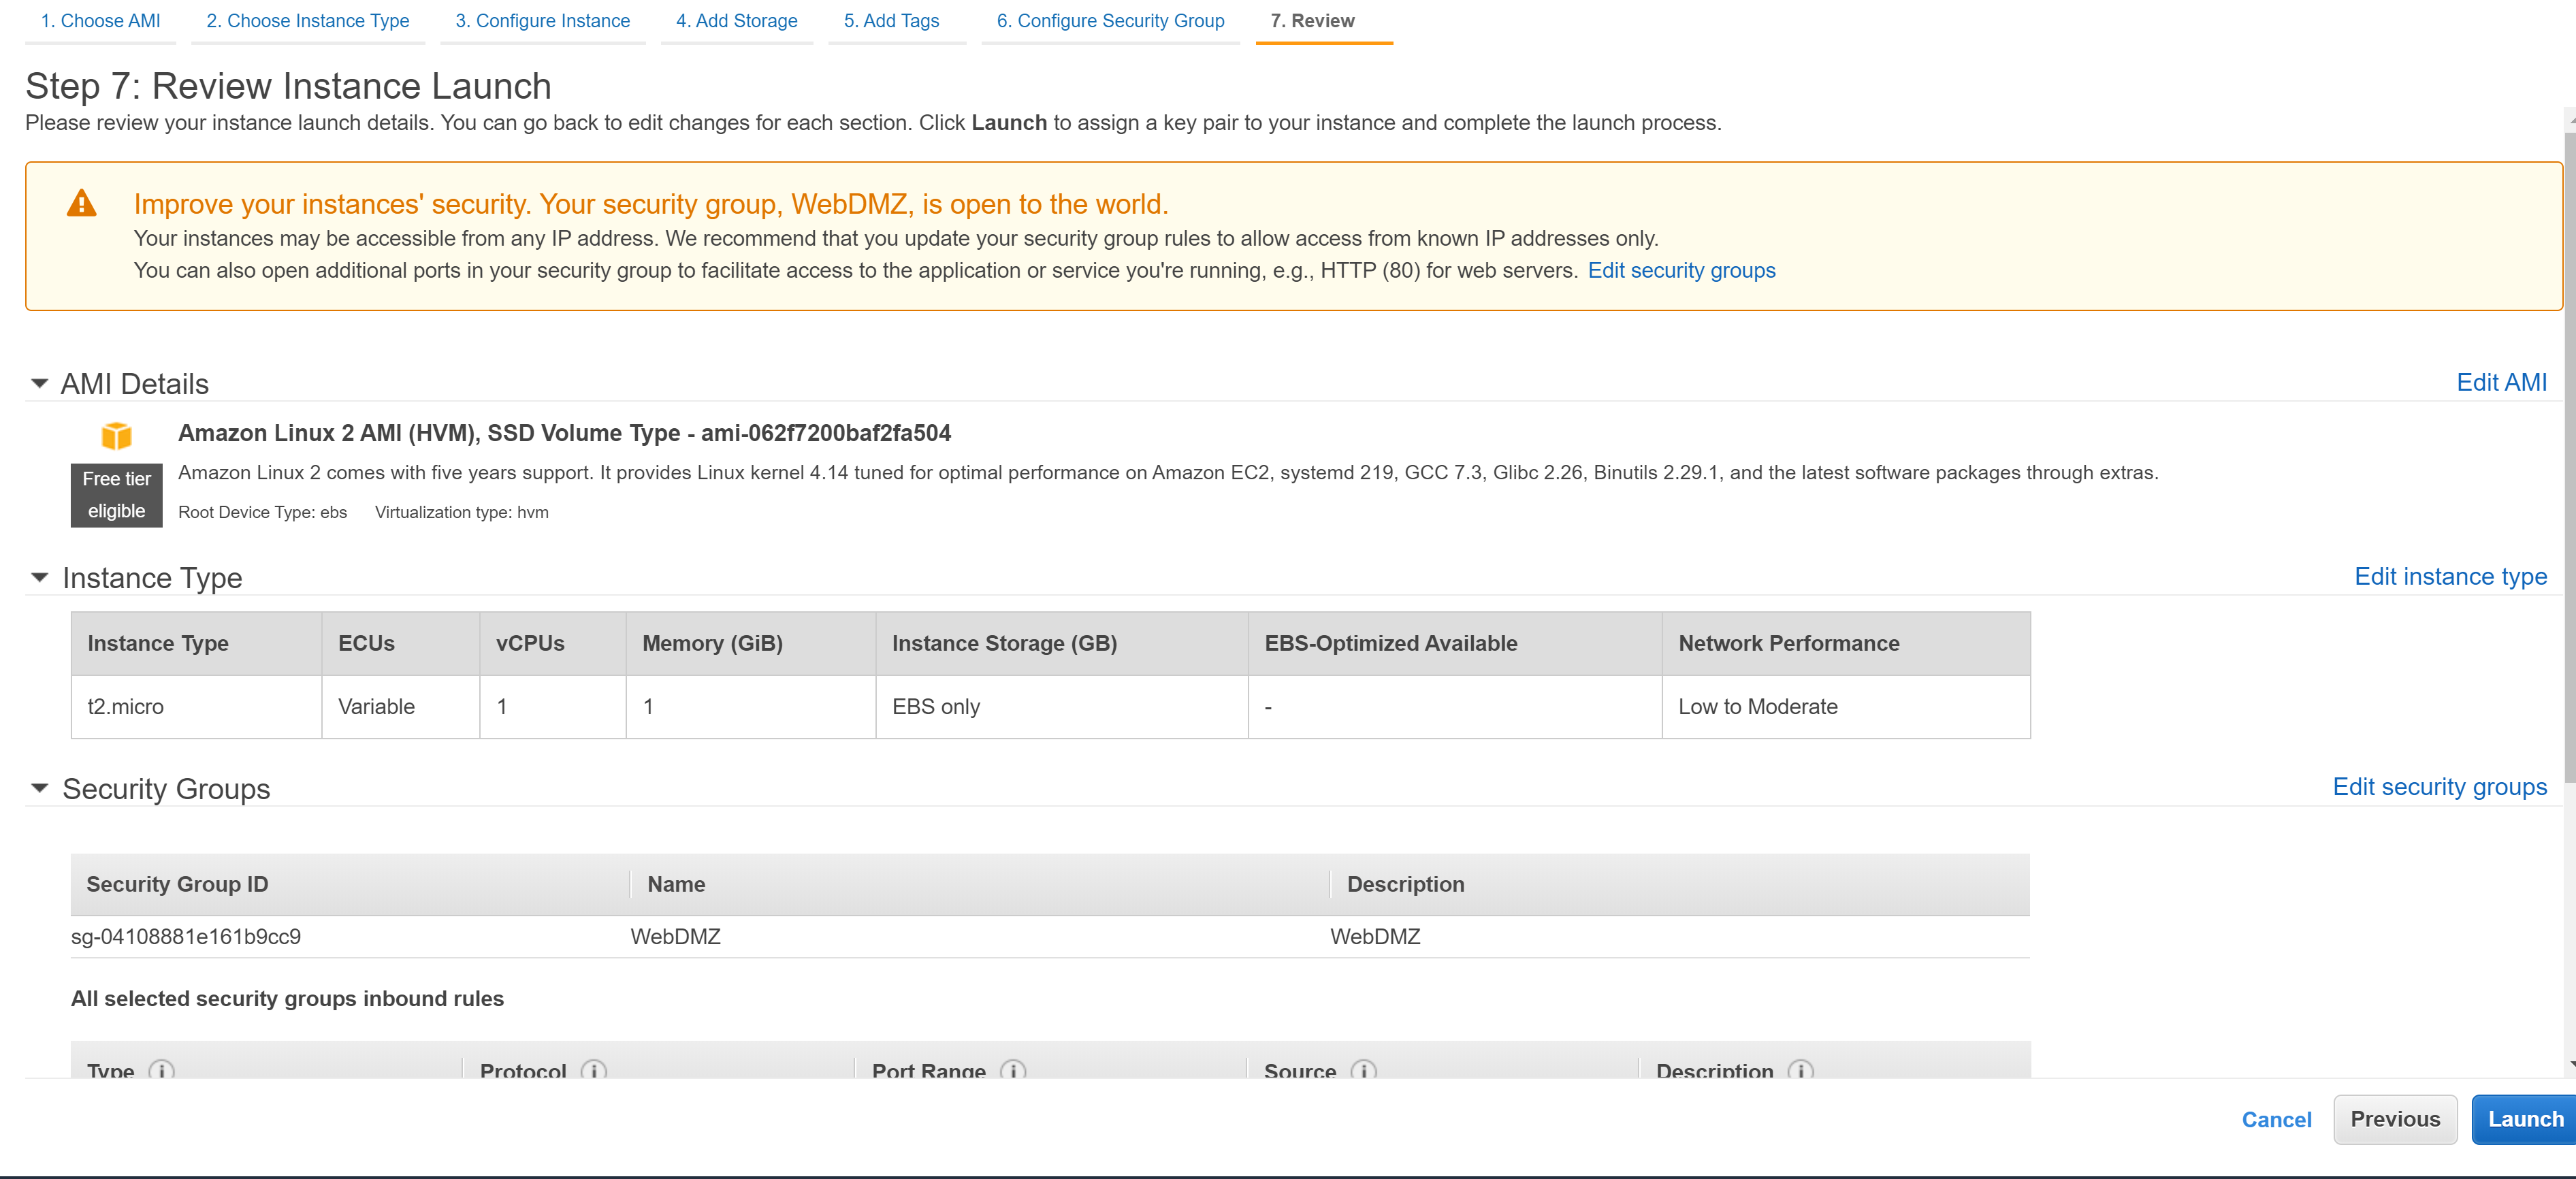 1. Choose AMI 2. Choose Instance Type 3. Configure Instance 4. Add Storage 5. Add Tags 6. Configure Security Group 7. Review
Step 7: Review Instance Launch
Please review your instance launch details. You can go back to edit changes for each section. Click Launch to assign a key pair to your instance and complete the launch process.
Improve your instances' security. Your security group, WebDMZ, is open to the world.
Your instances may be accessible from any IP address. We recommend that you update your security group rules to allow access from known IP addresses only.
You can also open additional ports in your security group to facilitate access to the application or service you're running, e.g., HTTP (80) for web servers. Edit security groups
AMI Details Edit AMI
Amazon Linux 2 AMI (HVM), SSD Volume Type - ami-062f7200baf2fa504
Free tier
eligible
Amazon Linux 2 comes with five years support. It provides Linux kernel 4.14 tuned for optimal performance on Amazon EC2, systemd 219, GCC 7.3, Glibc 2.26, Binutils 2.29.1, and the latest software packages through extras.
Root Device Type: ebs Virtualization type: hvm
Instance Type Edit instance type
Instance Type ECUs vCPUs Memory (GiB) Instance Storage (GB) EBS-Optimized Available Network Performance
t2.micro Variable 1 1 EBS only - Low to Moderate
Security Groups Edit security groups
Security Group ID Name Description
sg-04108881e161b9cc9 WebDMZ WebDMZ
All selected security groups inbound rules
Type Protocol Port Range Source Description
Cancel Previous Launch